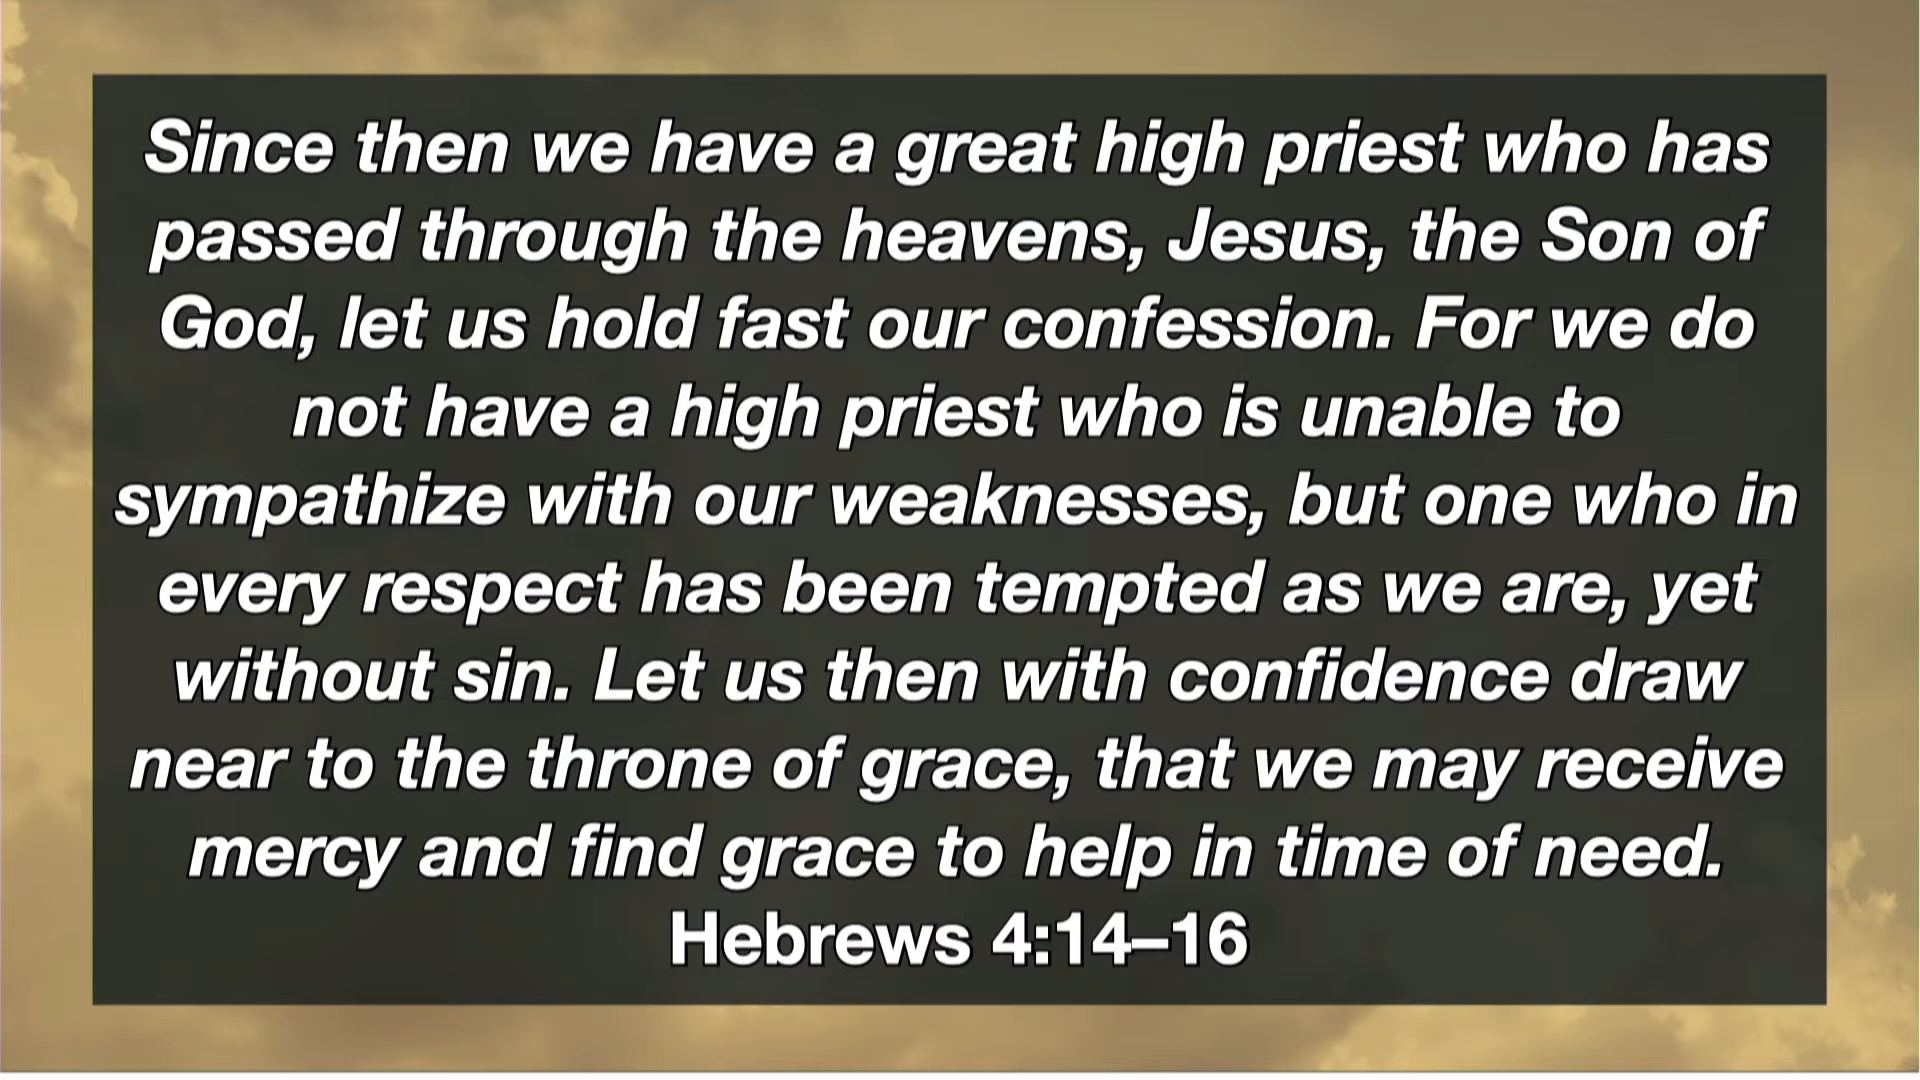 Since then we have a great high priest who has
passed through the heavens, Jesus, the Son of
God, let us hold fast our confession. For we do
not have a high priest who is unable to
sympathize with our weaknesses, but one who in
every respect has been tempted as we are, yet
without sin. Let us then with confidence draw
near to the throne of grace, that we may receive
mercy and find grace to help in time of need.
Hebrews 4:14–16